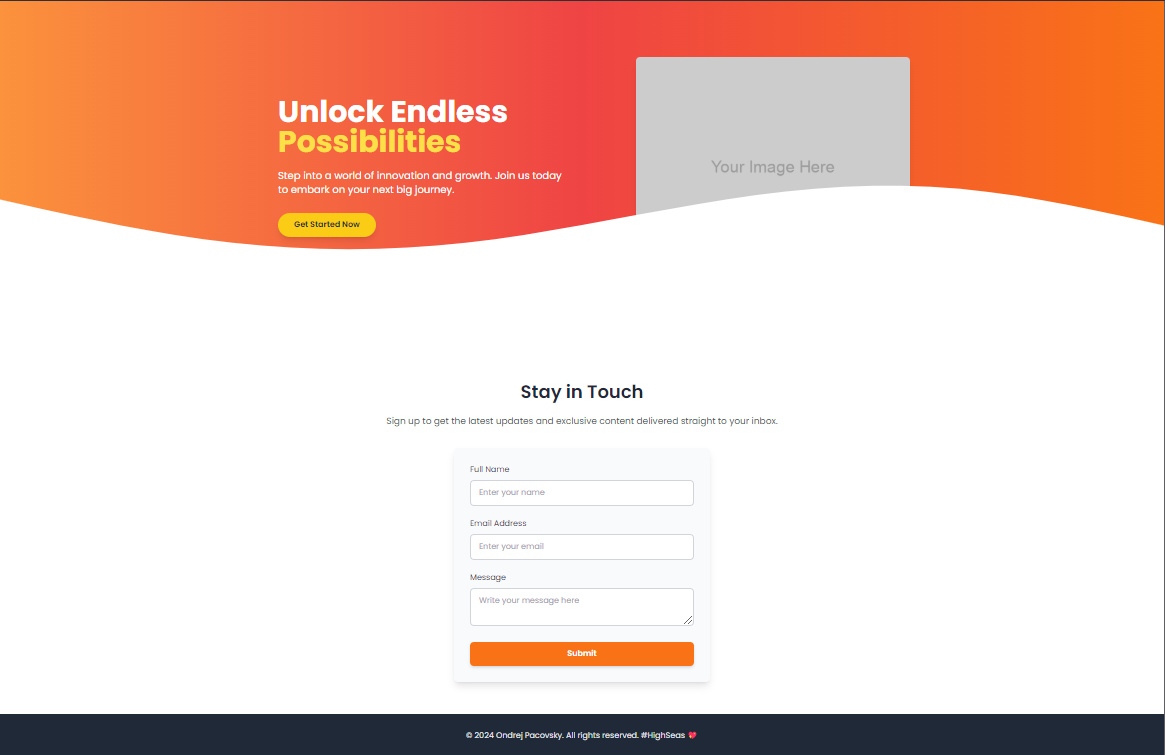 Unlock Endless
Possibilities
Step into a world of innovation and growth. Join us today
to embark on your next big journey.
Get Started Now
Your Image Here
Stay in Touch
Sign up to get the latest updates and exclusive content delivered straight to your inbox.
Full Name
Enter your name
Email Address
Enter your email
Message
Write your message here
Submit
© 2024 Ondrej Pacovsky. All rights reserved. #HighSeas 💖